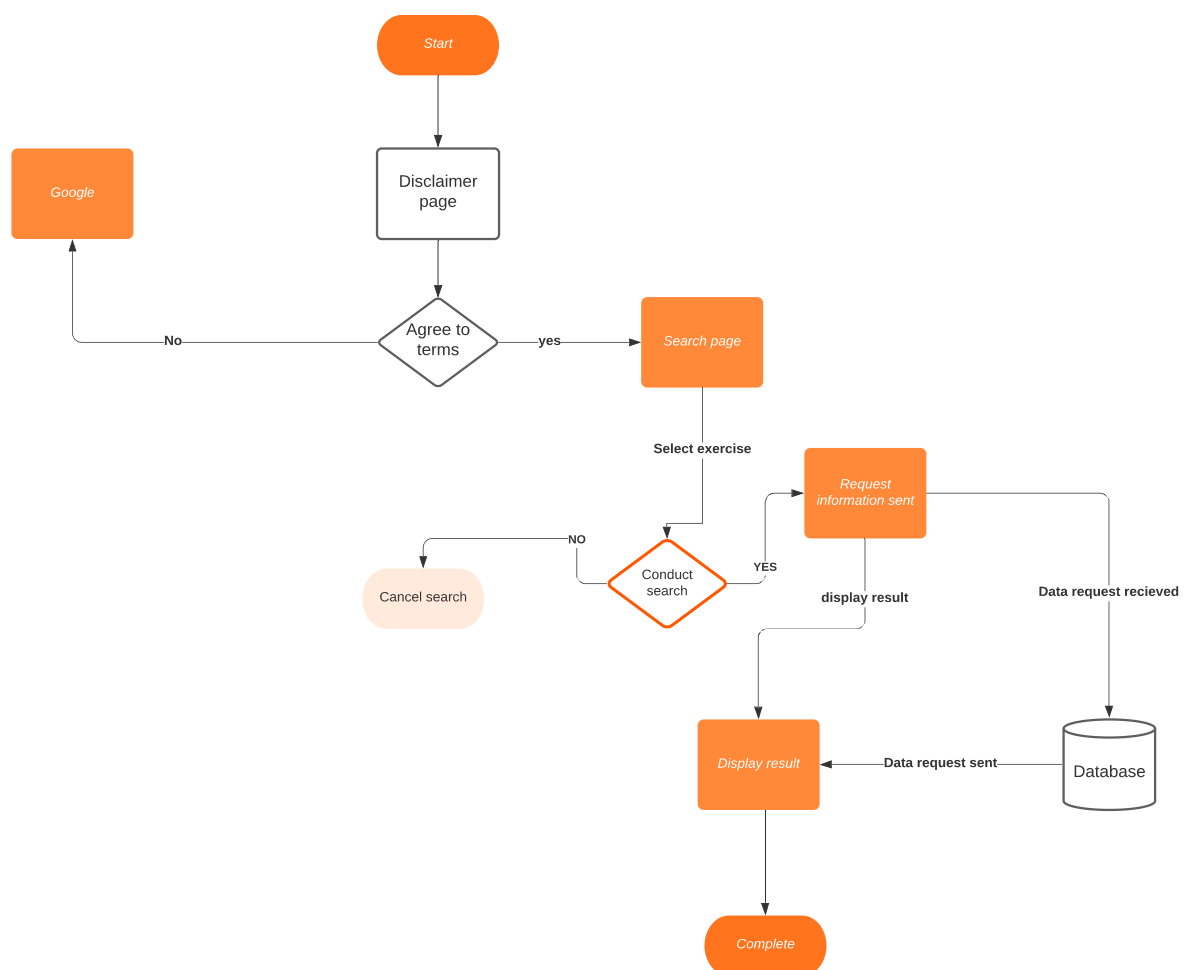 Start
Disclaimer
page
Google
Agree to
terms
No
yes
Search page
Select exercise
Request
information sent
NO
Conduct
search
YES
Cancel search
display result
Data request recieved
Display result
Data request sent
Database
Complete